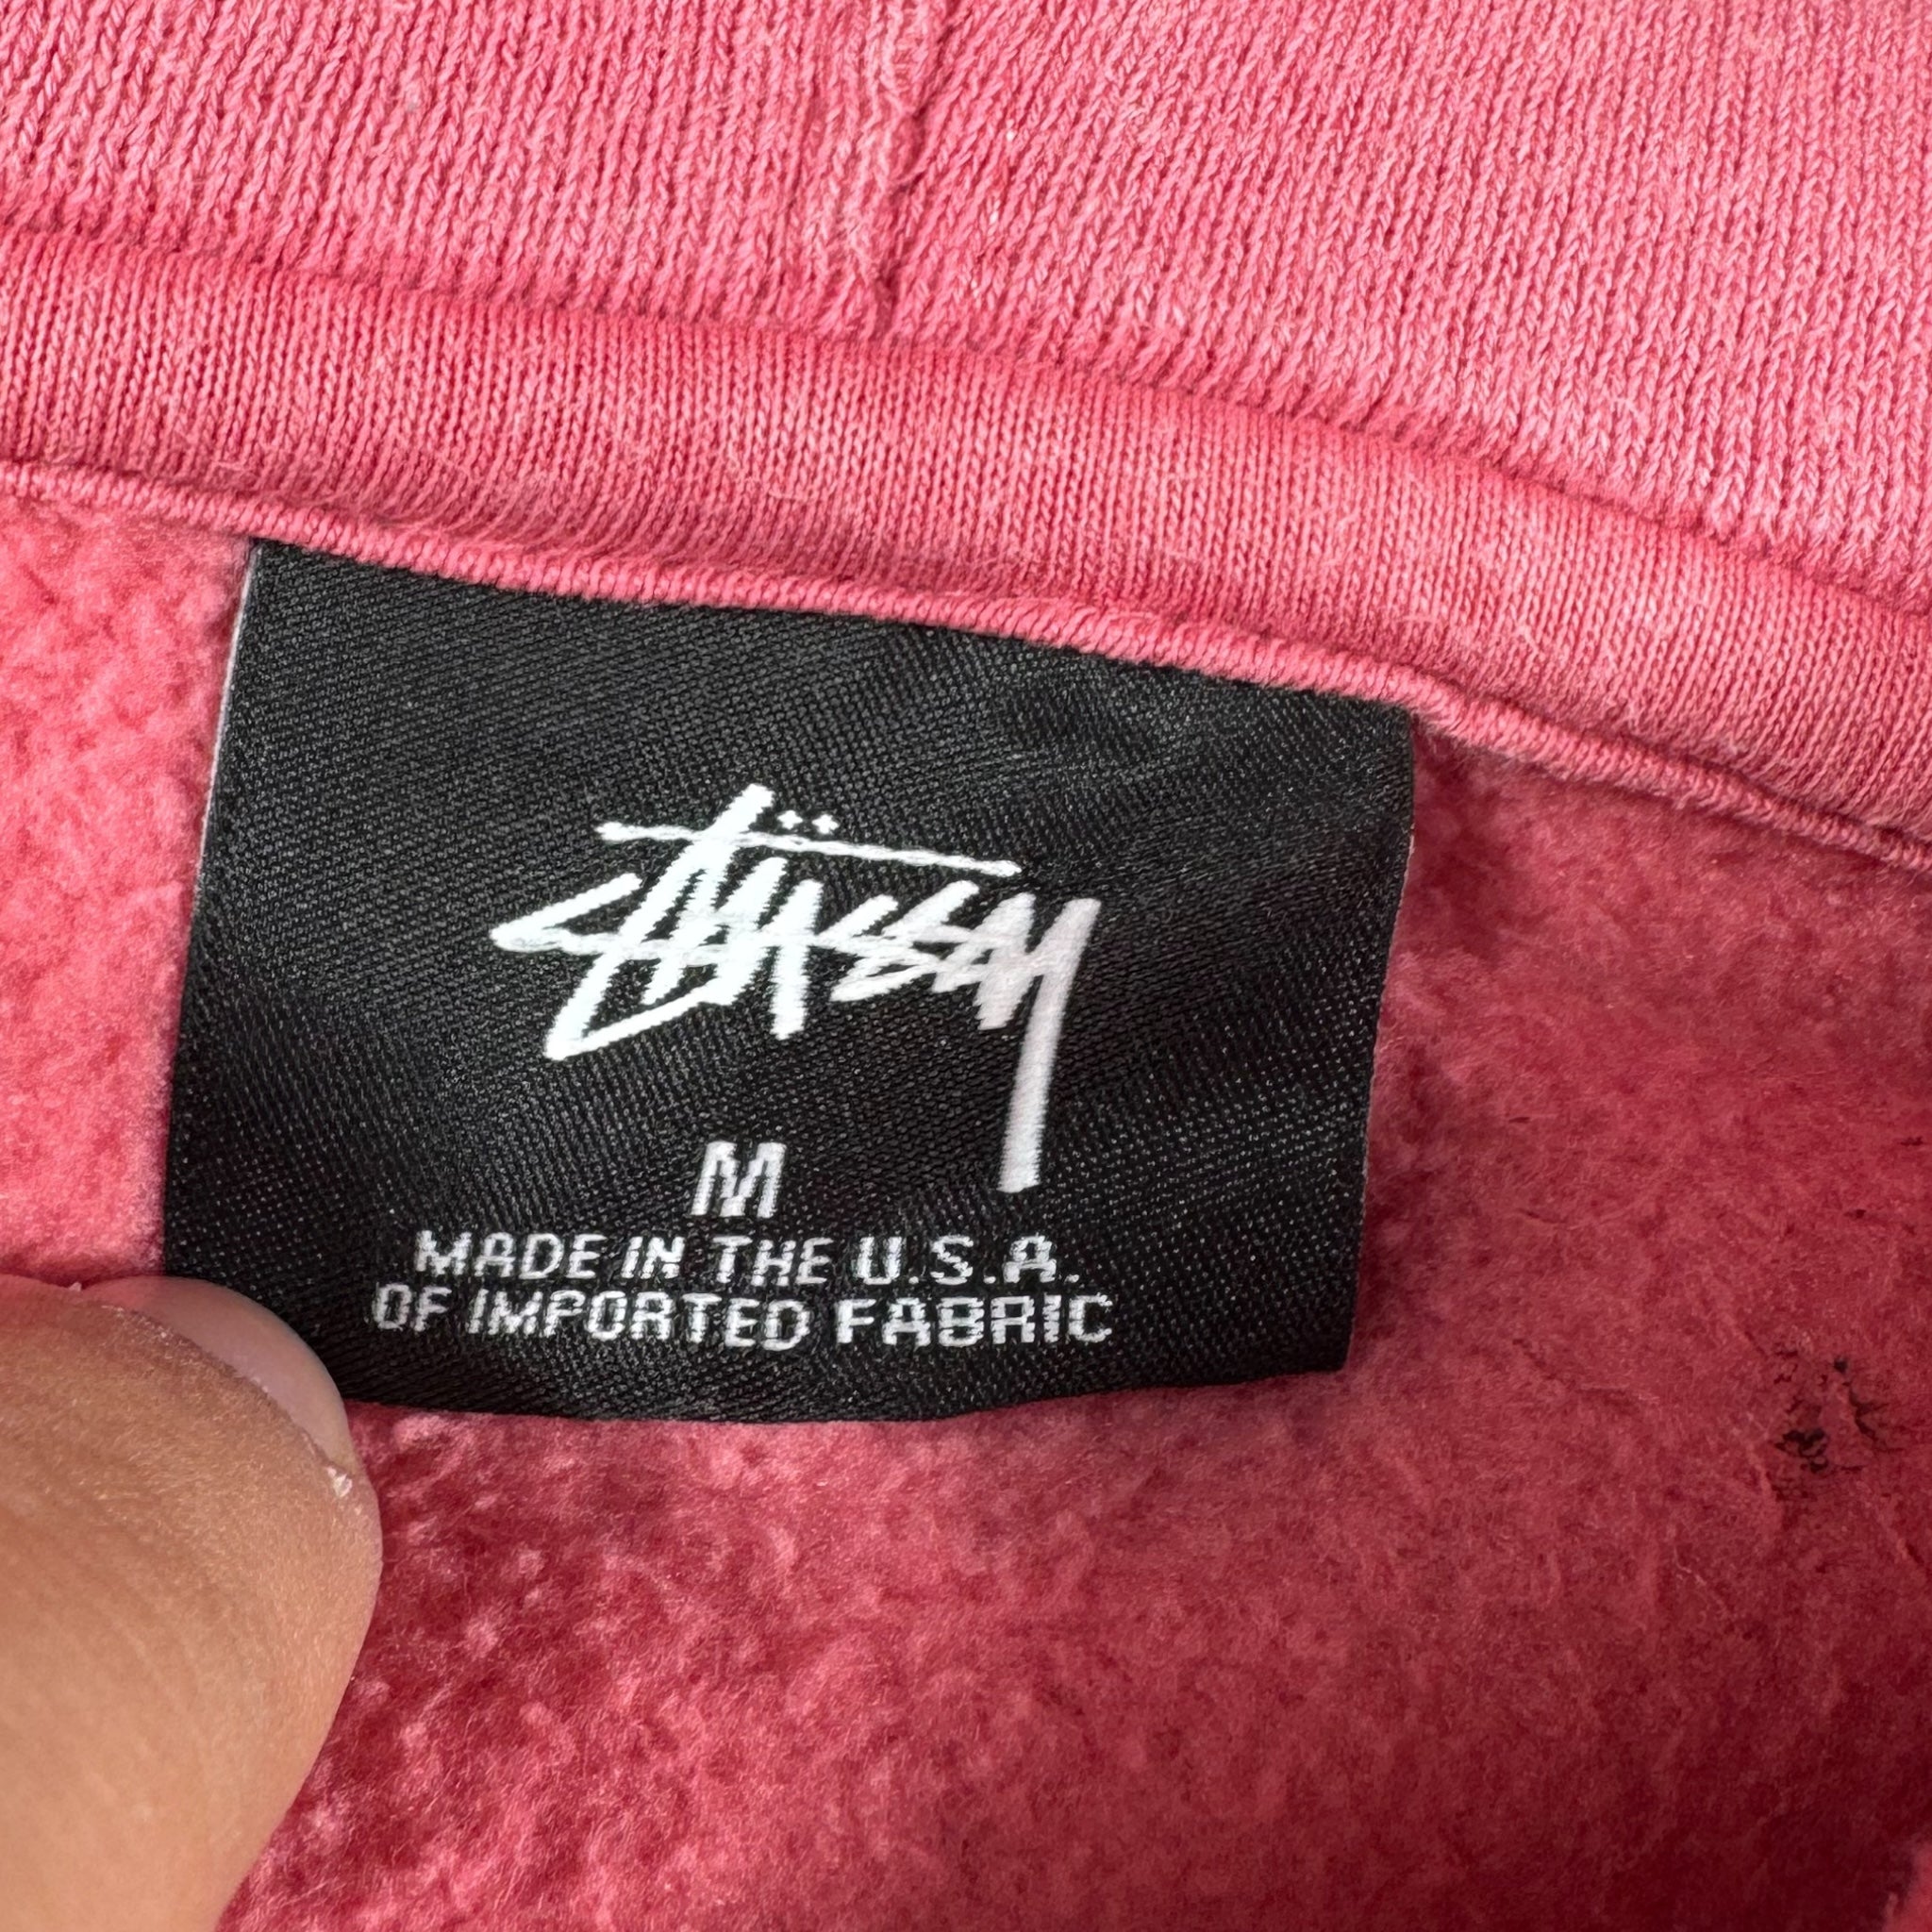 Stüssy
M
MADE IN THE U.S.A.
OF IMPORTED FABRIC